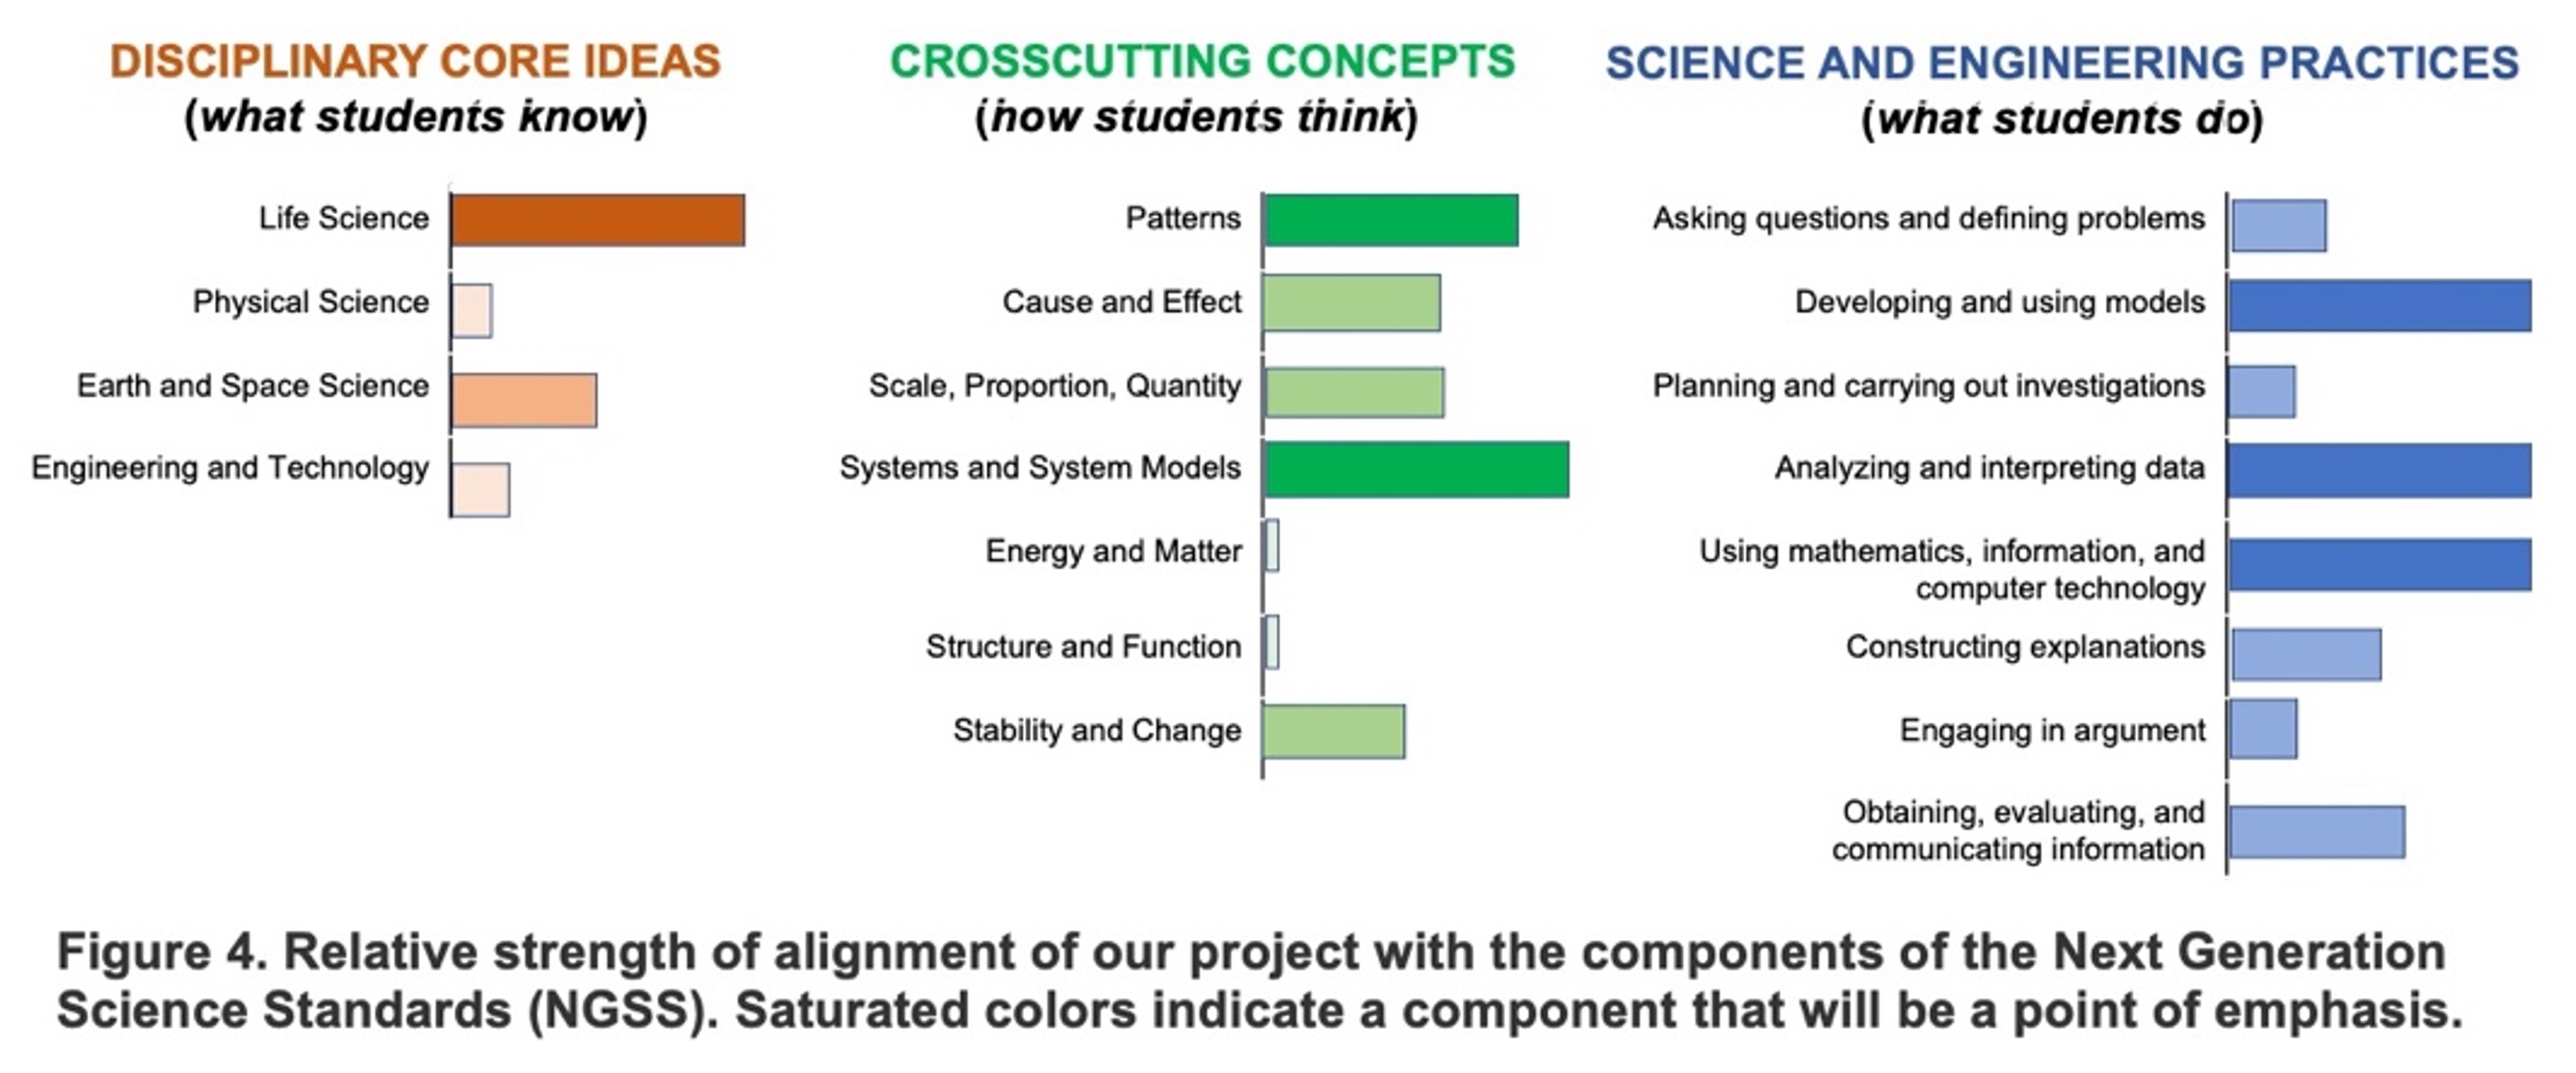 DISCIPLINARY CORE IDEAS
(what students know)
Life Science
Physical Science
Earth and Space Science
Engineering and Technology
CROSSCUTTING CONCEPTS
(how students think)
Patterns
Cause and Effect
Scale, Proportion, Quantity
Systems and System Models
Energy and Matter
Structure and Function
Stability and Change
SCIENCE AND ENGINEERING PRACTICES
(what students do)
Asking questions and defining problems
Developing and using models
Planning and carrying out investigations
Analyzing and interpreting data
Using mathematics, information, and
computer technology
Constructing explanations
Engaging in argument
Obtaining, evaluating, and
communicating information
Figure 4. Relative strength of alignment of our project with the components of the Next Generation
Science Standards (NGSS). Saturated colors indicate a component that will be a point of emphasis.